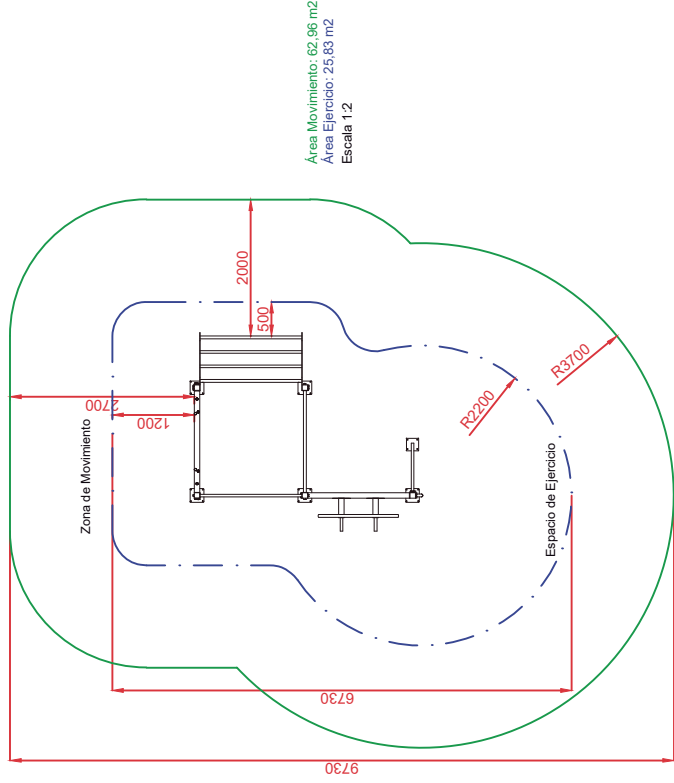 Área Movimiento: 62,96 m2
Área Ejercicio: 25,83 m2
Escala 1:2
2000
500
2700
1200
Zona de Movimiento
R3700
R2200
Espacio de Ejercicio
6730
9730